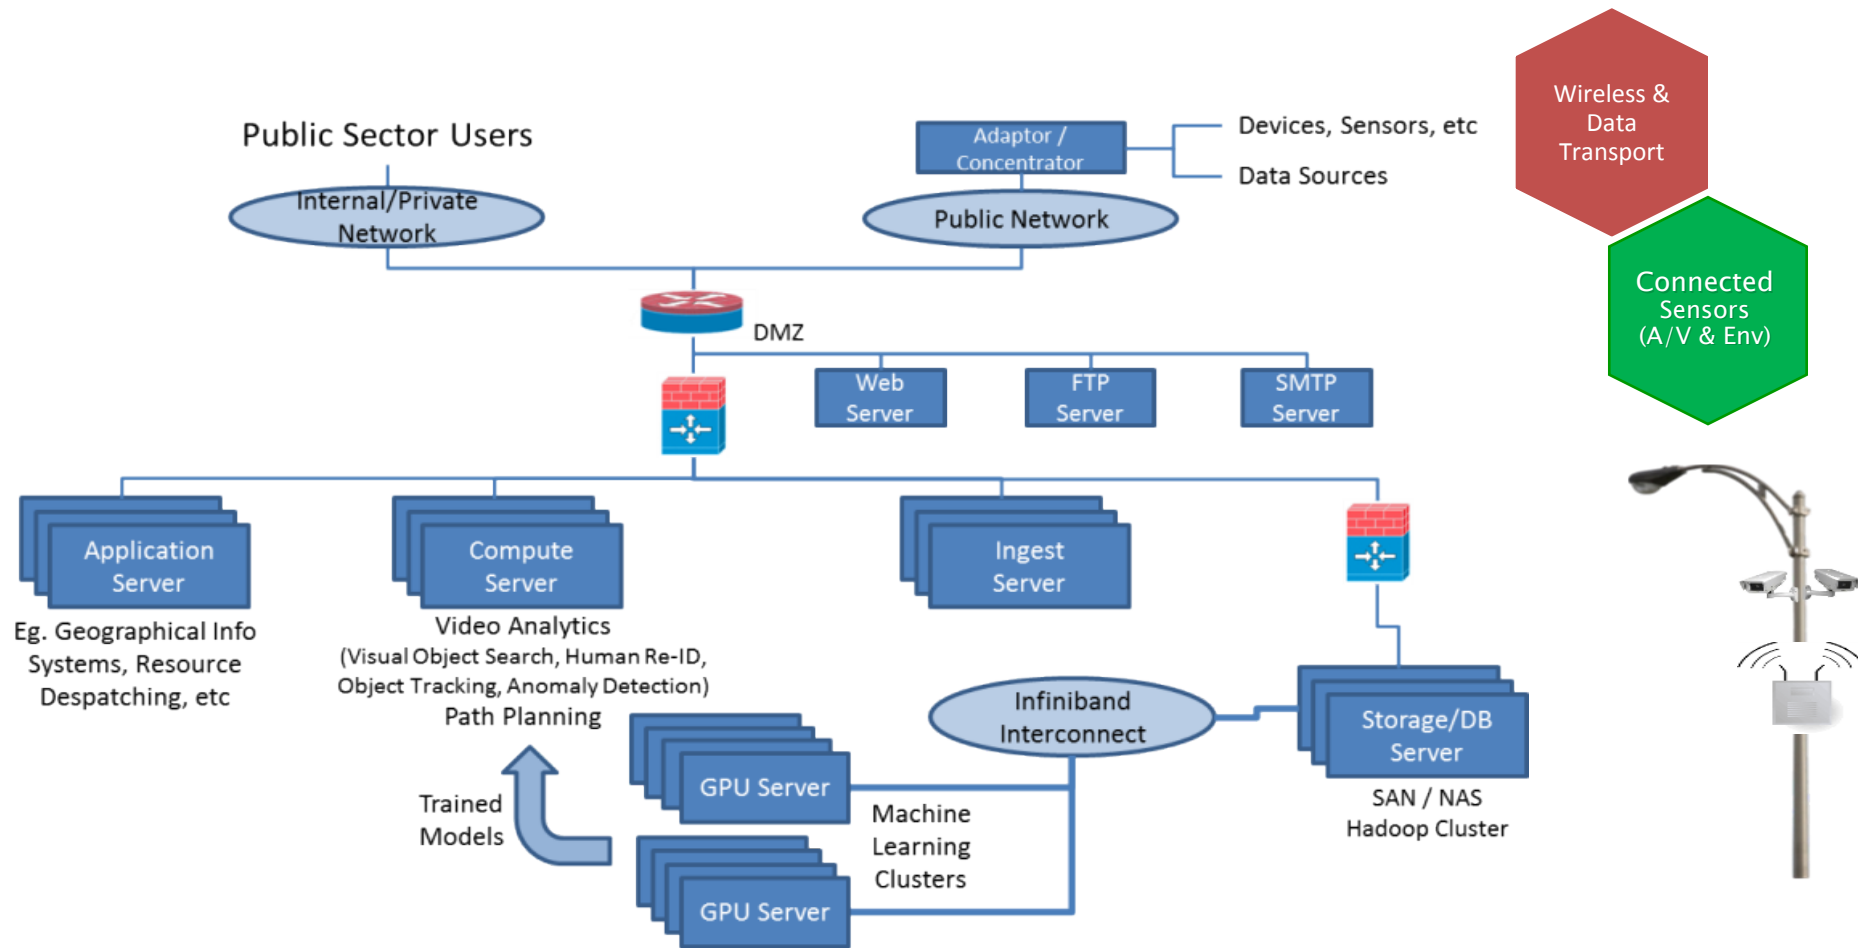 Public Sector Users
Internal/Private
Network
Adaptor /
Concentrator
Devices, Sensors, etc
Data Sources
Public Network
Wireless &
Data
Transport
Connected
Sensors
(A/V & Env)
DMZ
Web
Server
FTP
Server
SMTP
Server
Application
Server
Eg. Geographical Info
Systems, Resource
Despatching, etc
Compute
Server
Video Analytics
(Visual Object Search, Human Re-ID,
Object Tracking, Anomaly Detection)
Path Planning
Ingest
Server
Infiniband
Interconnect
Storage/DB
Server
SAN / NAS
Hadoop Cluster
Trained
Models
GPU Server
Machine
Learning
Clusters
GPU Server